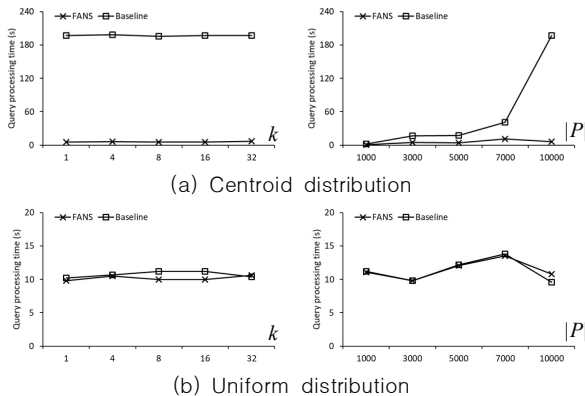 FANS Baseline
FANS Baseline
Query processing time (s)
240
180
120
60
0
1 4 8 16 32
k
Query processing time (s)
240
180
120
60
0
1000 3000 5000 7000 10000
|P|
(a) Centroid distribution
FANS Baseline
FANS Baseline
Query processing time (s)
20
15
10
5
0
1 4 8 16 32
k
Query processing time (s)
20
15
10
5
0
1000 3000 5000 7000 10000
|P|
(b) Uniform distribution